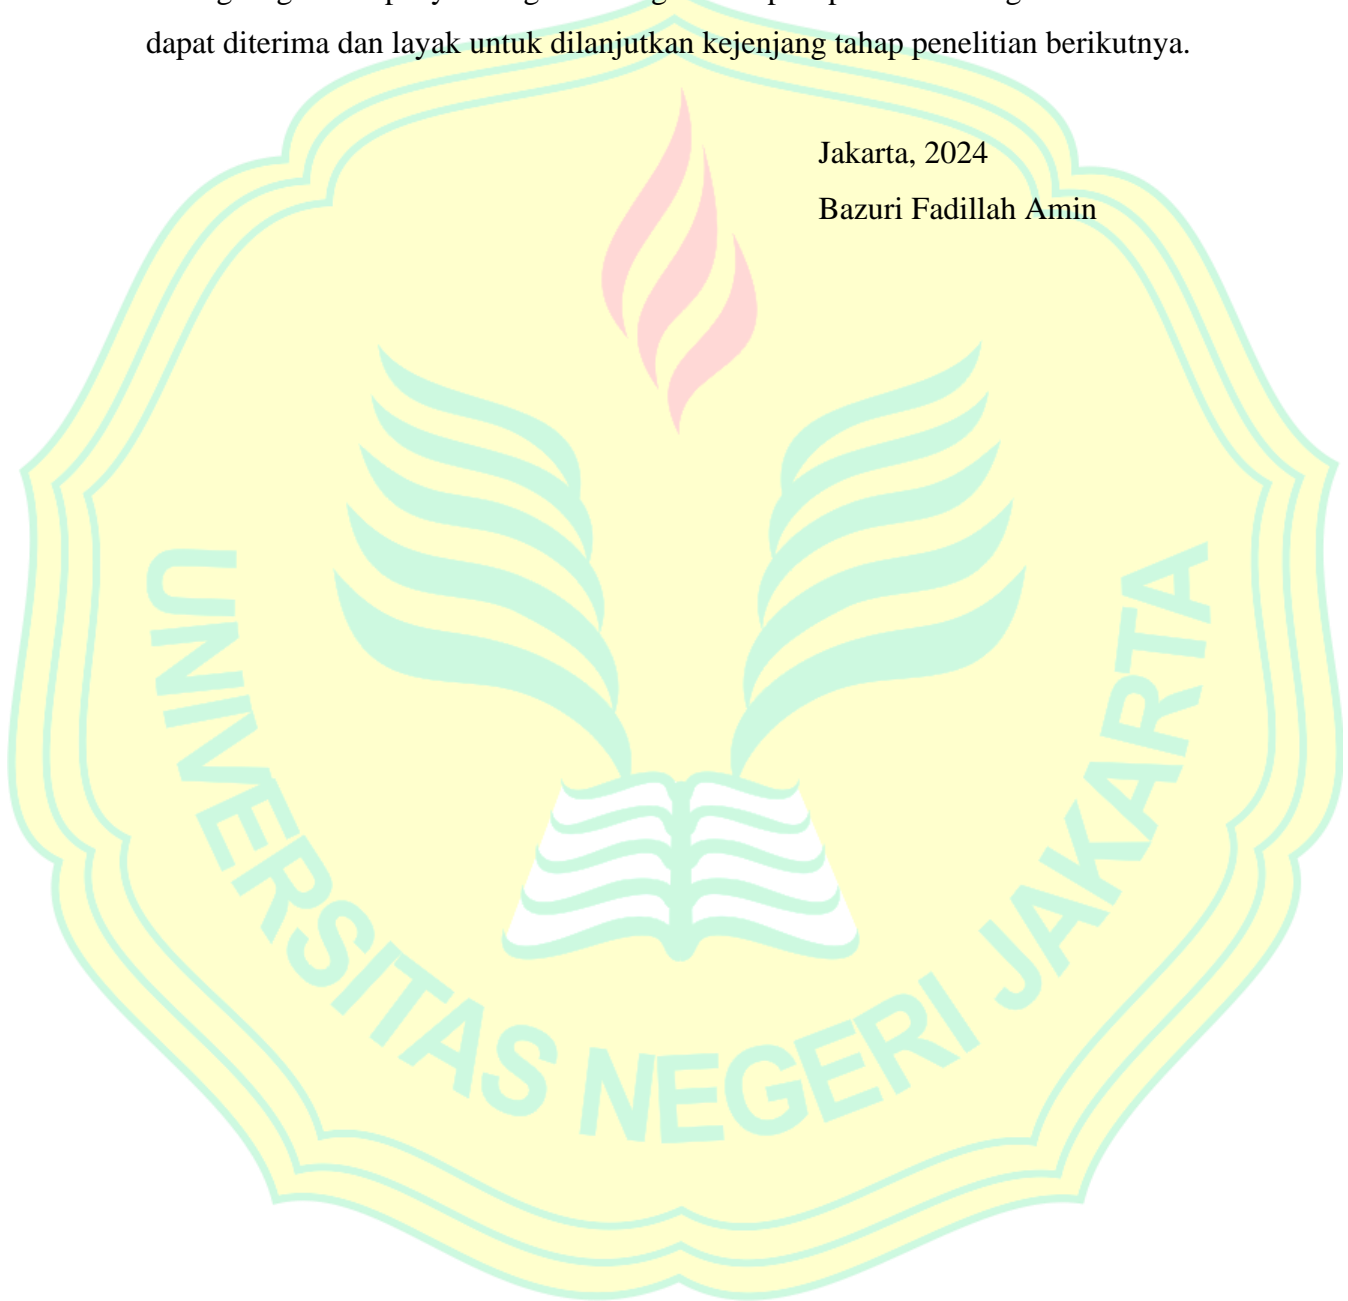 dapat diterima dan layak untuk dilanjutkan kejenjang tahap penelitian berikutnya.
Jakarta, 2024
Bazuri Fadillah Amin
UNIVERSITAS NEGERI JAKARTA